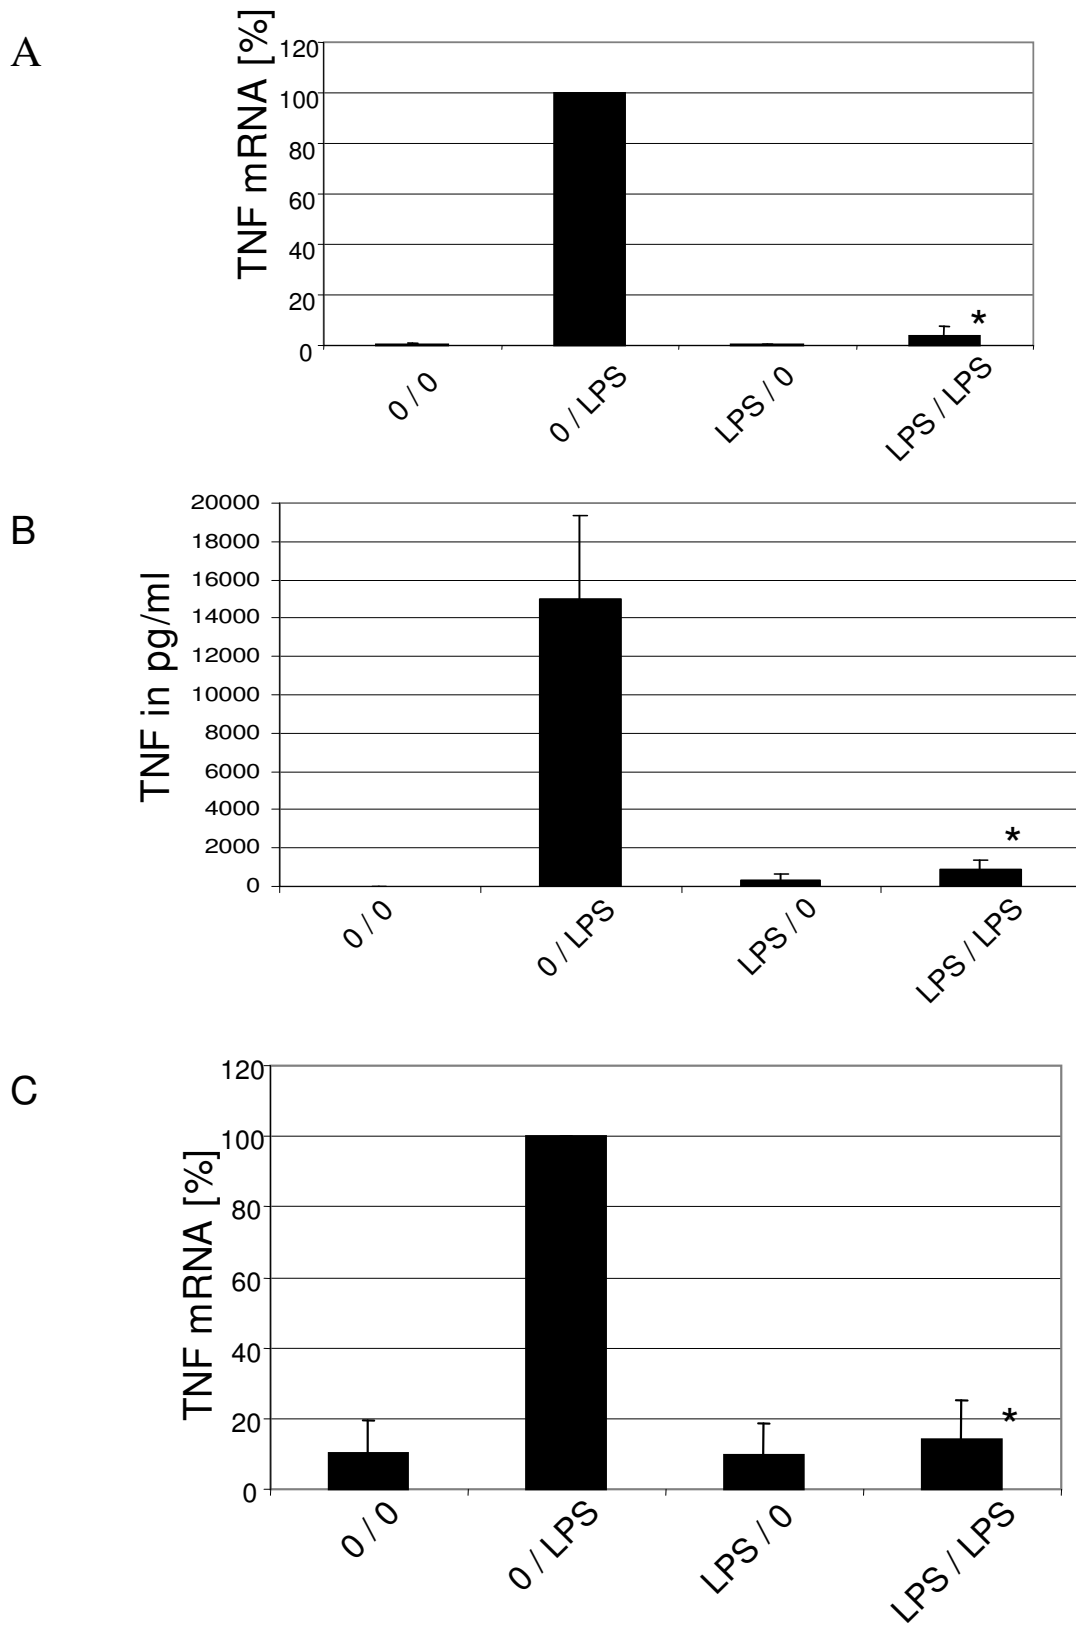 A
TNF mRNA [%]
120
100
80
60
40
20
0
*
0 / 0
0 / LPS
LPS / 0
LPS / LPS
B
TNF in pg/ml
20000
18000
16000
14000
12000
10000
8000
6000
4000
2000
0
*
0 / 0
0 / LPS
LPS / 0
LPS / LPS
C
TNF mRNA [%]
120
100
80
60
40
20
0
*
0 / 0
0 / LPS
LPS / 0
LPS / LPS